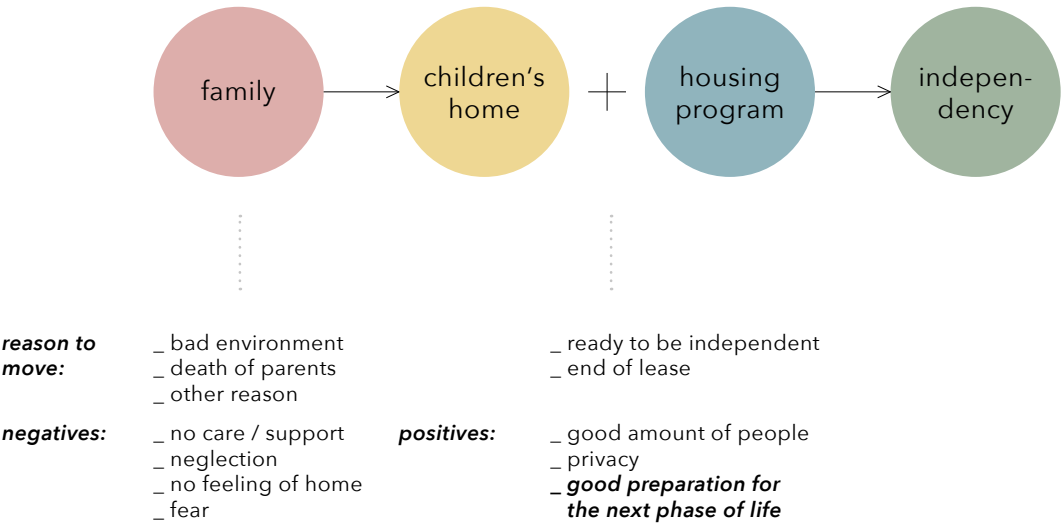 family
children's
home
+
housing
program
indepen-
dency
reason to
move:
_ bad environment
_ death of parents
_ other reason
_ ready to be independent
_ end of lease
negatives:
_ no care / support
_ neglection
_ no feeling of home
_ fear
positives:
_ good amount of people
_ privacy
_ good preparation for
the next phase of life